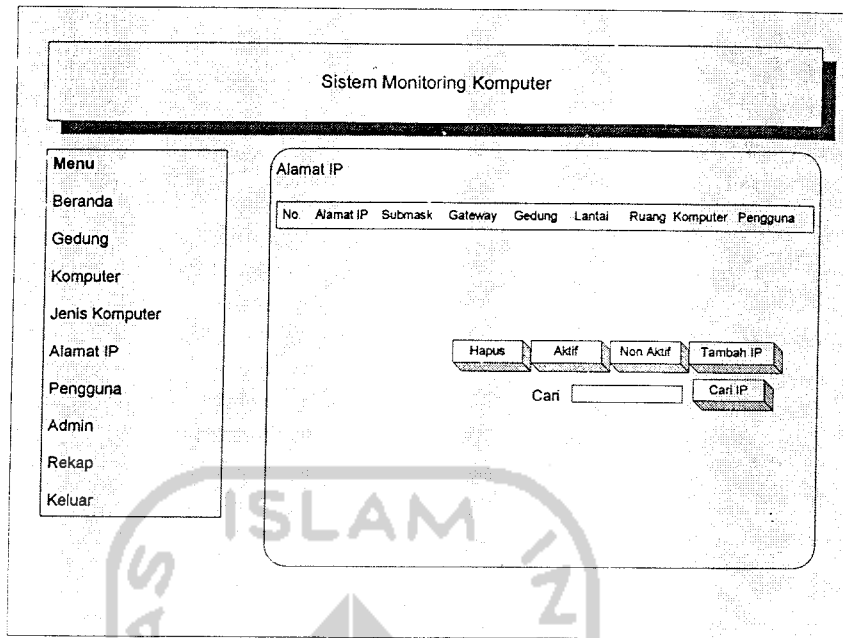 Sistem Monitoring Komputer
Menu
Beranda
Gedung
Komputer
Jenis Komputer
Alamat IP
Pengguna
Admin
Rekap
Keluar
Alamat IP
No. Alamat IP Submask Gateway Gedung Lantai Ruang Komputer Pengguna
Hapus Aktif Non Aktif Tambah IP
Cari Cari IP
ISLAM